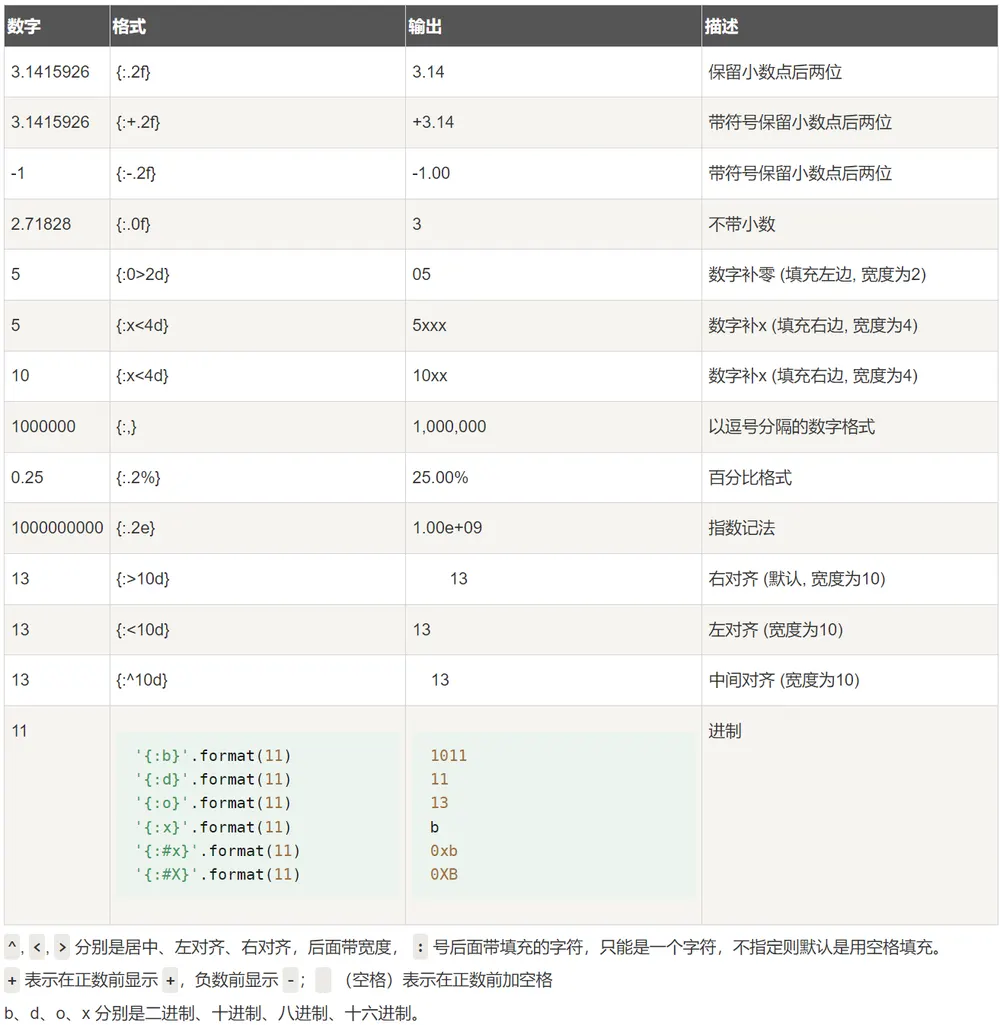 数字 格式 输出 描述
3.1415926 {:.2f} 3.14 保留小数点后两位
3.1415926 {:+.2f} +3.14 带符号保留小数点后两位
-1 {:-.2f} -1.00 带符号保留小数点后两位
2.71828 {:.0f} 3 不带小数
5 {:0>2d} 05 数字补零 (填充左边, 宽度为2)
5 {:x<4d} 5xxx 数字补x (填充右边, 宽度为4)
10 {:x<4d} 10xx 数字补x (填充右边, 宽度为4)
1000000 {:,} 1,000,000 以逗号分隔的数字格式
0.25 {:.2%} 25.00% 百分比格式
1000000000 {:.2e} 1.00e+09 指数记法
13 {:>10d} 13 右对齐 (默认, 宽度为10)
13 {:<10d} 13 左对齐 (宽度为10)
13 {:^10d} 13 中间对齐 (宽度为10)
11 进制
'{:b}'.format(11) 1011
'{:d}'.format(11) 11
'{:o}'.format(11) 13
'{:x}'.format(11) b
'{:#x}'.format(11) 0xb
'{:#X}'.format(11) 0XB
^, <, > 分别是居中、左对齐、右对齐，后面带宽度， : 号后面带填充的字符，只能是一个字符，不指定则默认是用空格填充。
+ 表示在正数前显示 +，负数前显示 -；  （空格）表示在正数前加空格
b、d、o、x 分别是二进制、十进制、八进制、十六进制。